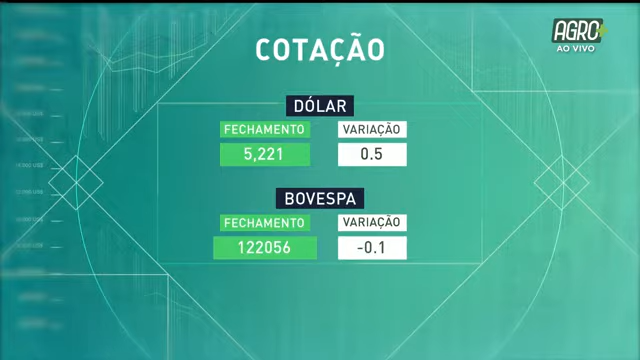 COTAÇÃO
AGRO+
AO VIVO
DÓLAR
FECHAMENTO VARIAÇÃO
5,221 0.5
BOVESPA
FECHAMENTO VARIAÇÃO
122056 -0.1